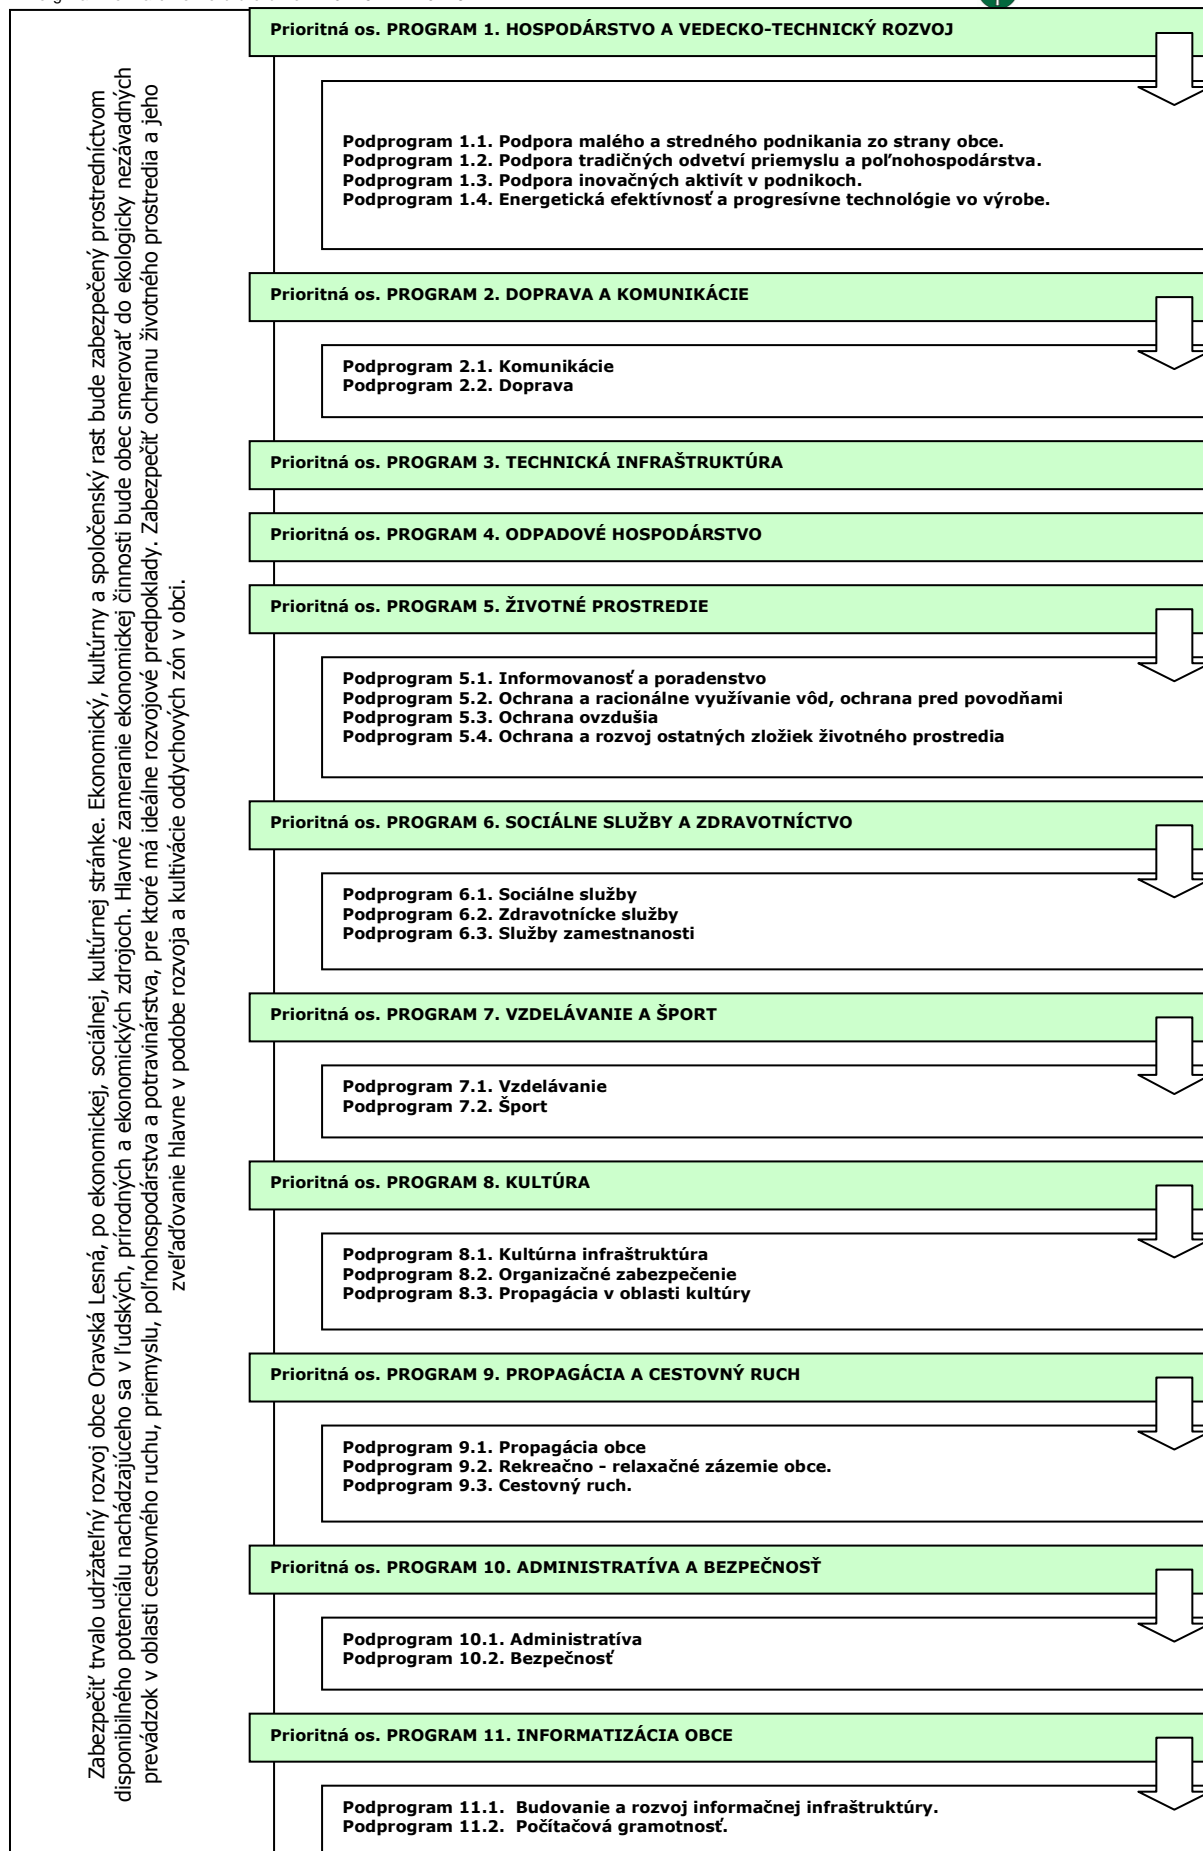 Zabezpečiť trvalo udržateľný rozvoj obce Oravská Lesná, po ekonomickej, sociálnej, kultúrnej stránke. Ekonomický, kultúrny a spoločenský rast bude zabezpečený prostredníctvom
disponibilného potenciálu nachádzajúceho sa v ľudských, prírodných a ekonomických zdrojoch. Hlavné zameranie ekonomickej činnosti bude obec smerovať do ekologicky nezávadných
prevádzok v oblasti cestovného ruchu, priemyslu, poľnohospodárstva a potravinárstva, pre ktoré má ideálne rozvojové predpoklady. Zabezpečiť ochranu životného prostredia a jeho
zveľaďovanie hlavne v podobe rozvoja a kultivácie oddychových zón v obci.
Prioritná os. PROGRAM 1. HOSPODÁRSTVO A VEDECKO-TECHNICKÝ ROZVOJ
Podprogram 1.1. Podpora malého a stredného podnikania zo strany obce.
Podprogram 1.2. Podpora tradičných odvetví priemyslu a poľnohospodárstva.
Podprogram 1.3. Podpora inovačných aktivít v podnikoch.
Podprogram 1.4. Energetická efektívnosť a progresívne technológie vo výrobe.
Prioritná os. PROGRAM 2. DOPRAVA A KOMUNIKÁCIE
Podprogram 2.1. Komunikácie
Podprogram 2.2. Doprava
Prioritná os. PROGRAM 3. TECHNICKÁ INFRAŠTRUKTÚRA
Prioritná os. PROGRAM 4. ODPADOVÉ HOSPODÁRSTVO
Prioritná os. PROGRAM 5. ŽIVOTNÉ PROSTREDIE
Podprogram 5.1. Informovanosť a poradenstvo
Podprogram 5.2. Ochrana a racionálne využívanie vôd, ochrana pred povodňami
Podprogram 5.3. Ochrana ovzdušia
Podprogram 5.4. Ochrana a rozvoj ostatných zložiek životného prostredia
Prioritná os. PROGRAM 6. SOCIÁLNE SLUŽBY A ZDRAVOTNÍCTVO
Podprogram 6.1. Sociálne služby
Podprogram 6.2. Zdravotnícke služby
Podprogram 6.3. Služby zamestnanosti
Prioritná os. PROGRAM 7. VZDELÁVANIE A ŠPORT
Podprogram 7.1. Vzdelávanie
Podprogram 7.2. Šport
Prioritná os. PROGRAM 8. KULTÚRA
Podprogram 8.1. Kultúrna infraštruktúra
Podprogram 8.2. Organizačné zabezpečenie
Podprogram 8.3. Propagácia v oblasti kultúry
Prioritná os. PROGRAM 9. PROPAGÁCIA A CESTOVNÝ RUCH
Podprogram 9.1. Propagácia obce
Podprogram 9.2. Rekreačno - relaxačné zázemie obce.
Podprogram 9.3. Cestovný ruch.
Prioritná os. PROGRAM 10. ADMINISTRATÍVA A BEZPEČNOSŤ
Podprogram 10.1. Administratíva
Podprogram 10.2. Bezpečnosť
Prioritná os. PROGRAM 11. INFORMATIZÁCIA OBCE
Podprogram 11.1. Budovanie a rozvoj informačnej infraštruktúry.
Podprogram 11.2. Počítačová gramotnosť.